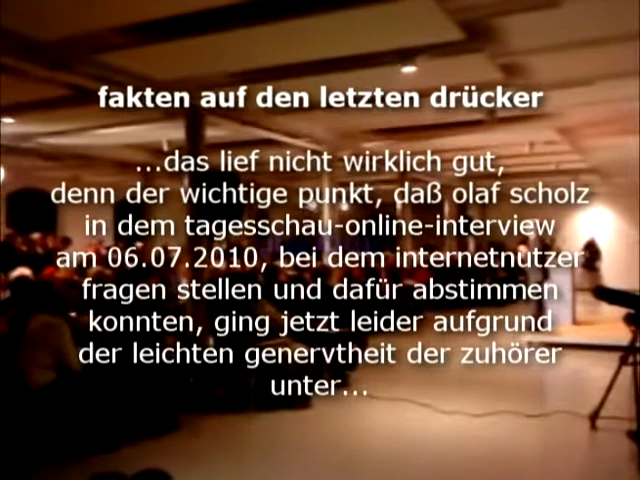 fakten auf den letzten drücker
...das lief nicht wirklich gut,
denn der wichtige punkt, daß olaf scholz
in dem tagesschau-online-interview
am 06.07.2010, bei dem internetnutzer
fragen stellen und dafür abstimmen
konnten, ging jetzt leider aufgrund
der leichten genervtheit der zuhörer
unter...